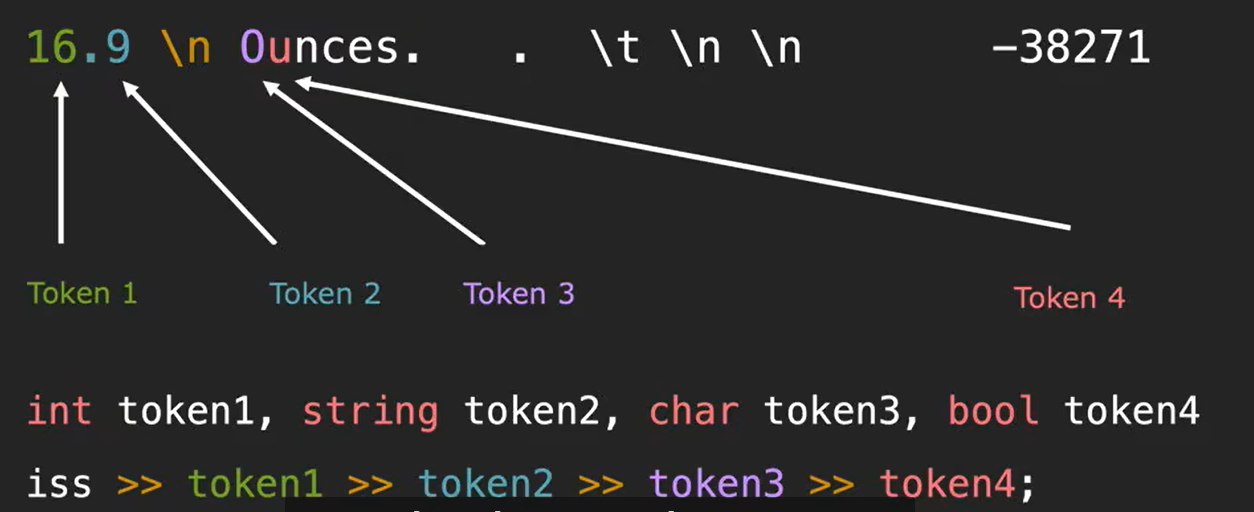 16.9 \n Ounces.   .   \t \n \n   -38271
Token 1 Token 2 Token 3 Token 4
int token1, string token2, char token3, bool token4
iss >> token1 >> token2 >> token3 >> token4;